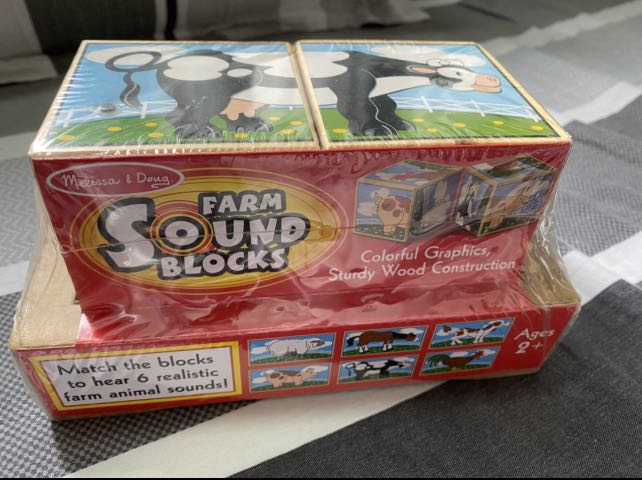 Melissa & Doug
FARM
SOUND
BLOCKS
Colorful Graphics,
Sturdy Wood Construction
Match the blocks
to hear 6 realistic
farm animal sounds!
Ages
2+